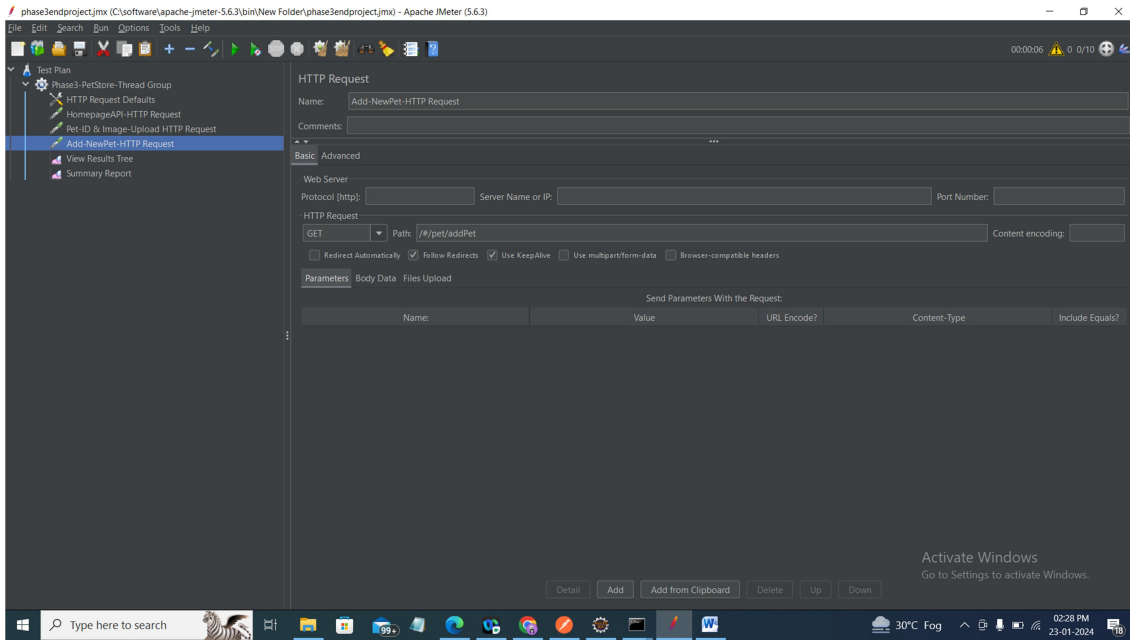 phase3endproject.jmx (C:\software\apache-jmeter-5.6.3\bin\New Folder\phase3endproject.jmx) - Apache JMeter (5.6.3)
File Edit Search Run Options Tools Help
00:00:06 0 0/10
Test Plan
Phase3-PetStore-Thread Group
HTTP Request Defaults
HomepageAPI-HTTP Request
Pet-ID & Image-Upload HTTP Request
Add-NewPet-HTTP Request
View Results Tree
Summary Report
HTTP Request
Name: Add-NewPet-HTTP Request
Comments:
Basic Advanced
Web Server
Protocol [http]: Server Name or IP: Port Number:
HTTP Request
GET Path: /#/pet/addPet Content encoding:
Redirect Automatically Follow Redirects Use KeepAlive Use multipart/form-data Browser-compatible headers
Parameters Body Data Files Upload
Send Parameters With the Request:
Name: Value URL Encode? Content-Type Include Equals?
Detail Add Add from Clipboard Delete Up Down
Activate Windows
Go to Settings to activate Windows.
Type here to search
99+
30°C Fog
02:28 PM
23-01-2024
18